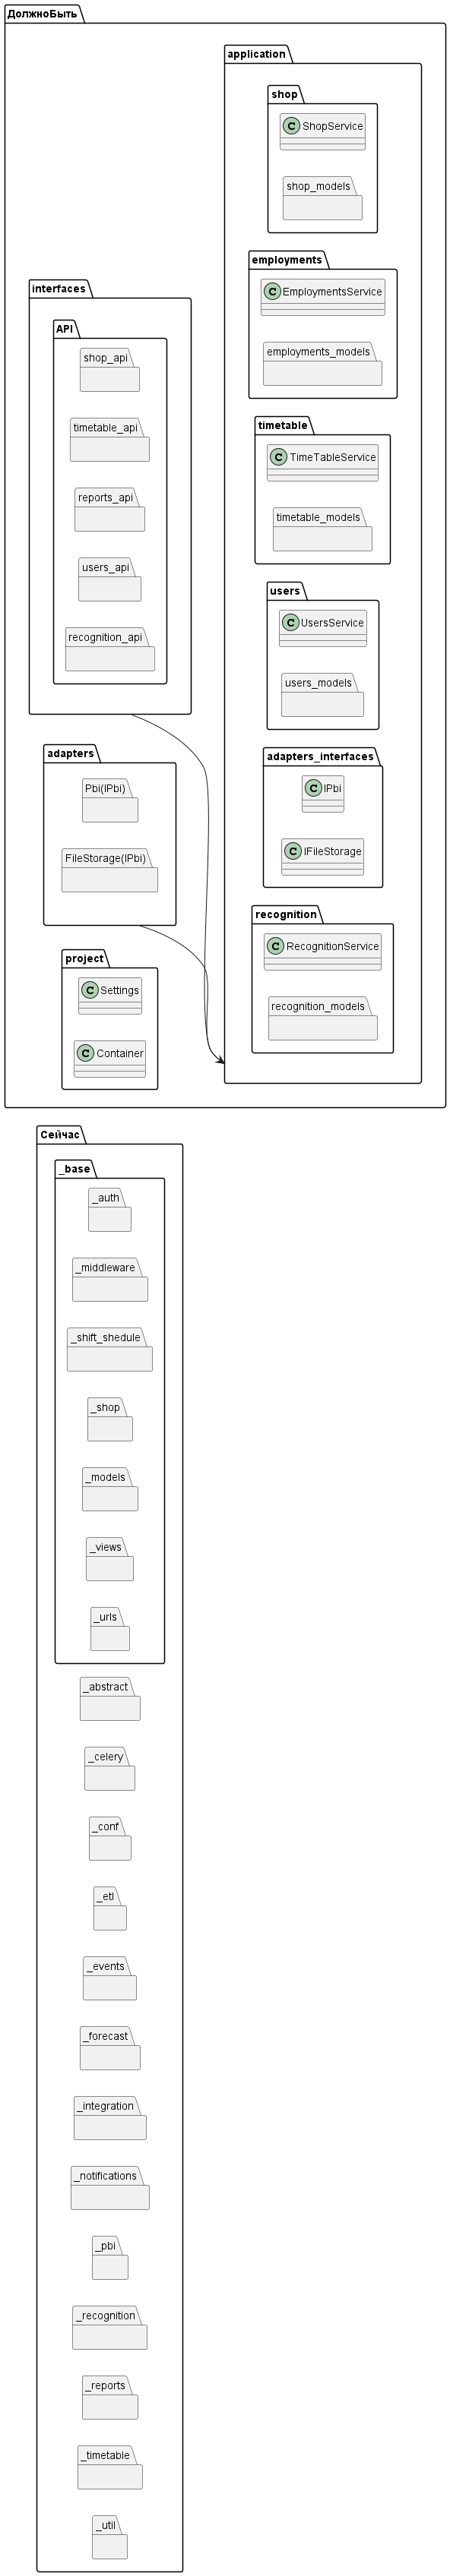 ДолжноБыть
application
shop
C ShopService
shop_models
employments
C EmploymentsService
employments_models
timetable
C TimeTableService
timetable_models
users
C UsersService
users_models
adapters_interfaces
C IPbi
C IFileStorage
recognition
C RecognitionService
recognition_models
interfaces
API
shop_api
timetable_api
reports_api
users_api
recognition_api
adapters
Pbi(IPbi)
FileStorage(IPbi)
project
C Settings
C Container
Сейчас
_base
_auth
_middleware
_shift_shedule
_shop
_models
_views
_urls
_abstract
_celery
_conf
_etl
_events
_forecast
_integration
_notifications
_pbi
_recognition
_reports
_timetable
_util